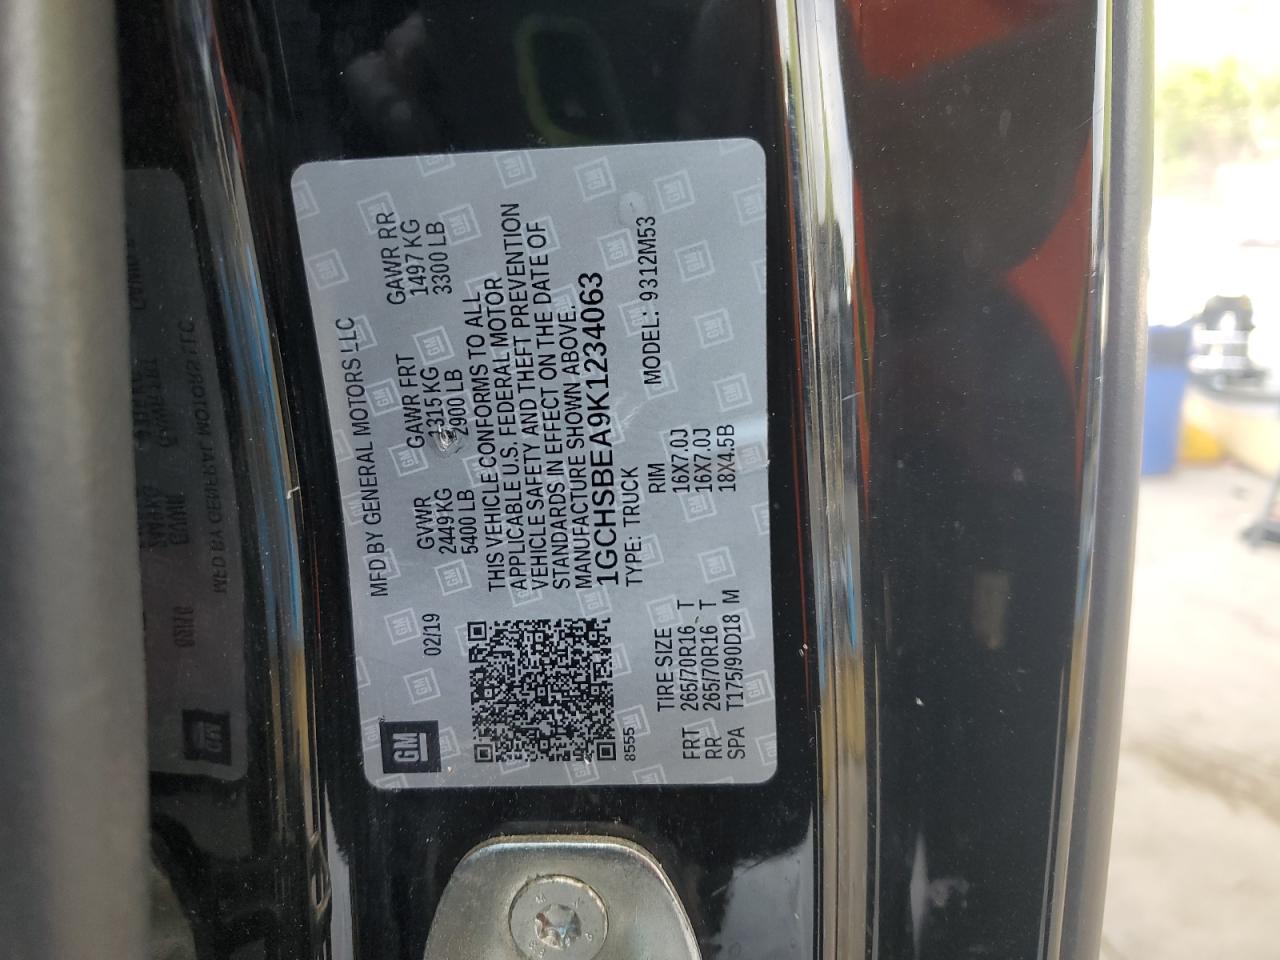 MFD BY GENERAL MOTORS LLC
02/19
GVWR GAWR FRT GAWR RR
2449 KG 1315 KG 1497 KG
5400 LB 2900 LB 3300 LB
THIS VEHICLE CONFORMS TO ALL
APPLICABLE U.S. FEDERAL MOTOR
VEHICLE SAFETY AND THEFT PREVENTION
STANDARDS IN EFFECT ON THE DATE OF
MANUFACTURE SHOWN ABOVE.
1GCHSBEA9K1234063
TYPE: TRUCK MODEL: 9312M53
GM
8555
TIRE SIZE RIM
FRT 265/70R16 T 16X7.0J
RR 265/70R16 T 16X7.0J
SPA T175/90D18 M 18X4.5B